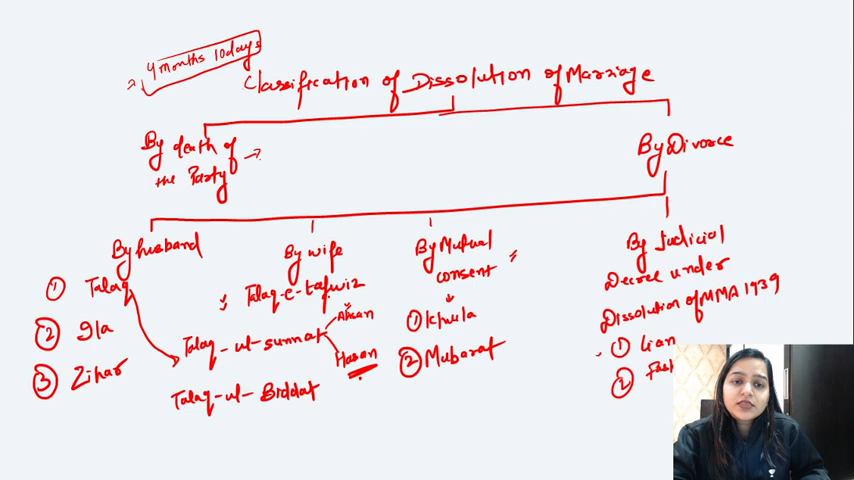 4 months 10days
Classification of Dissolution of Marriage
By death of
the Party
By Divorce
By husband
① Talaq
② Ila
③ Zihar
By wife
Talaq-e-tafwiz
Talaq-ul-sunnat
Ahsan
Hasan
Talaq-ul-Biddat
By Mutual
consent
① Khula
② Mubarat
By Judicial
Decree under
Dissolution of MMA 1939
① Lian
②